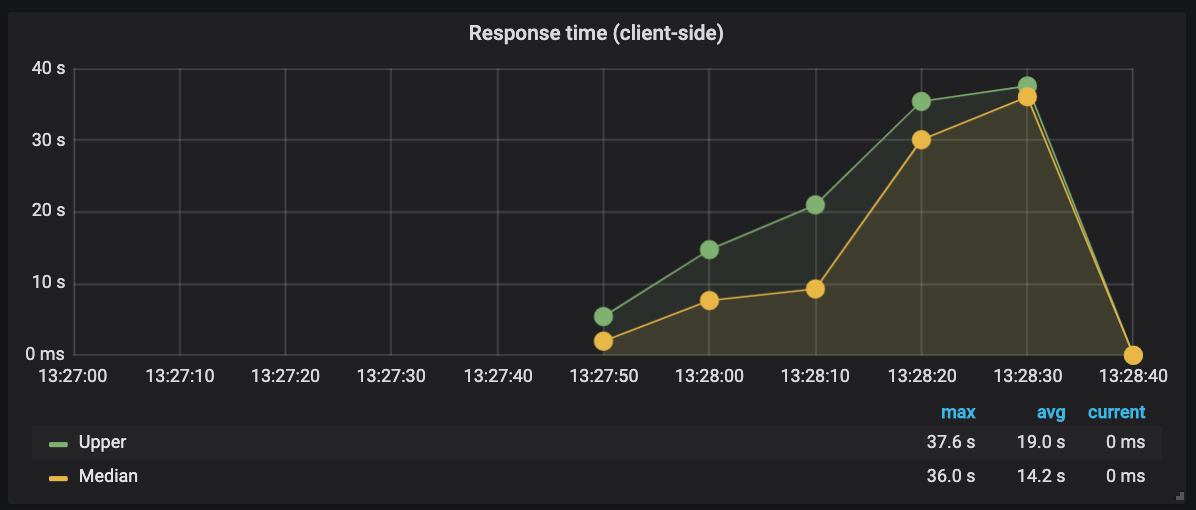 Response time (client-side)
40 s
30 s
20 s
10 s
0 ms
13:27:00 13:27:10 13:27:20 13:27:30 13:27:40 13:27:50 13:28:00 13:28:10 13:28:20 13:28:30 13:28:40
max avg current
Upper 37.6 s 19.0 s 0 ms
Median 36.0 s 14.2 s 0 ms